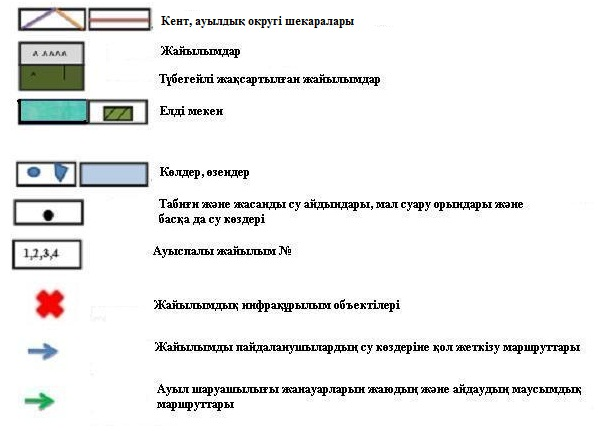 Кент, ауылдық округі шекаралары
Жайылымдар
Түбегейлі жақсартылған жайылымдар
Елді мекен
Көлдер, өзендер
Табиғи және жасанды су айдындары, мал суару орындары және
басқа да су көздері
1,2,3,4 Ауыспалы жайылым №
Жайылымдық инфрақұрылым объектілері
Жайылымды пайдаланушылардың су көздеріне қол жеткізу маршруттары
Ауыл шаруашылығы жануарларын жаюдың және айдаудың маусымдық
маршруттары